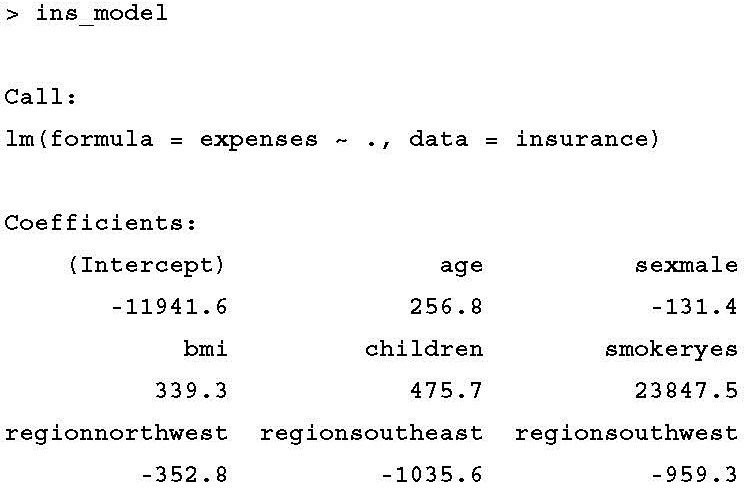 > ins_model
Call:
lm(formula = expenses ~ ., data = insurance)
Coefficients:
(Intercept) age sexmale
-11941.6 256.8 -131.4
bmi children smokeryes
339.3 475.7 23847.5
regionnorthwest regionsoutheast regionsouthwest
-352.8 -1035.6 -959.3